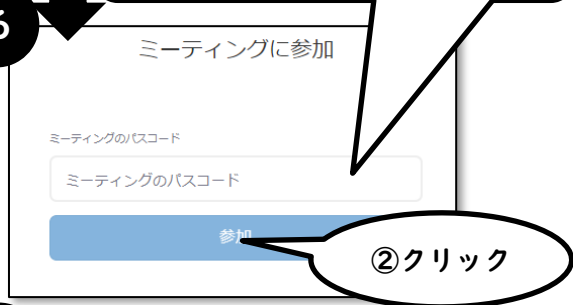 6
ミーティングに参加
ミーティングのパスコード
ミーティングのパスコード
参加
②クリック